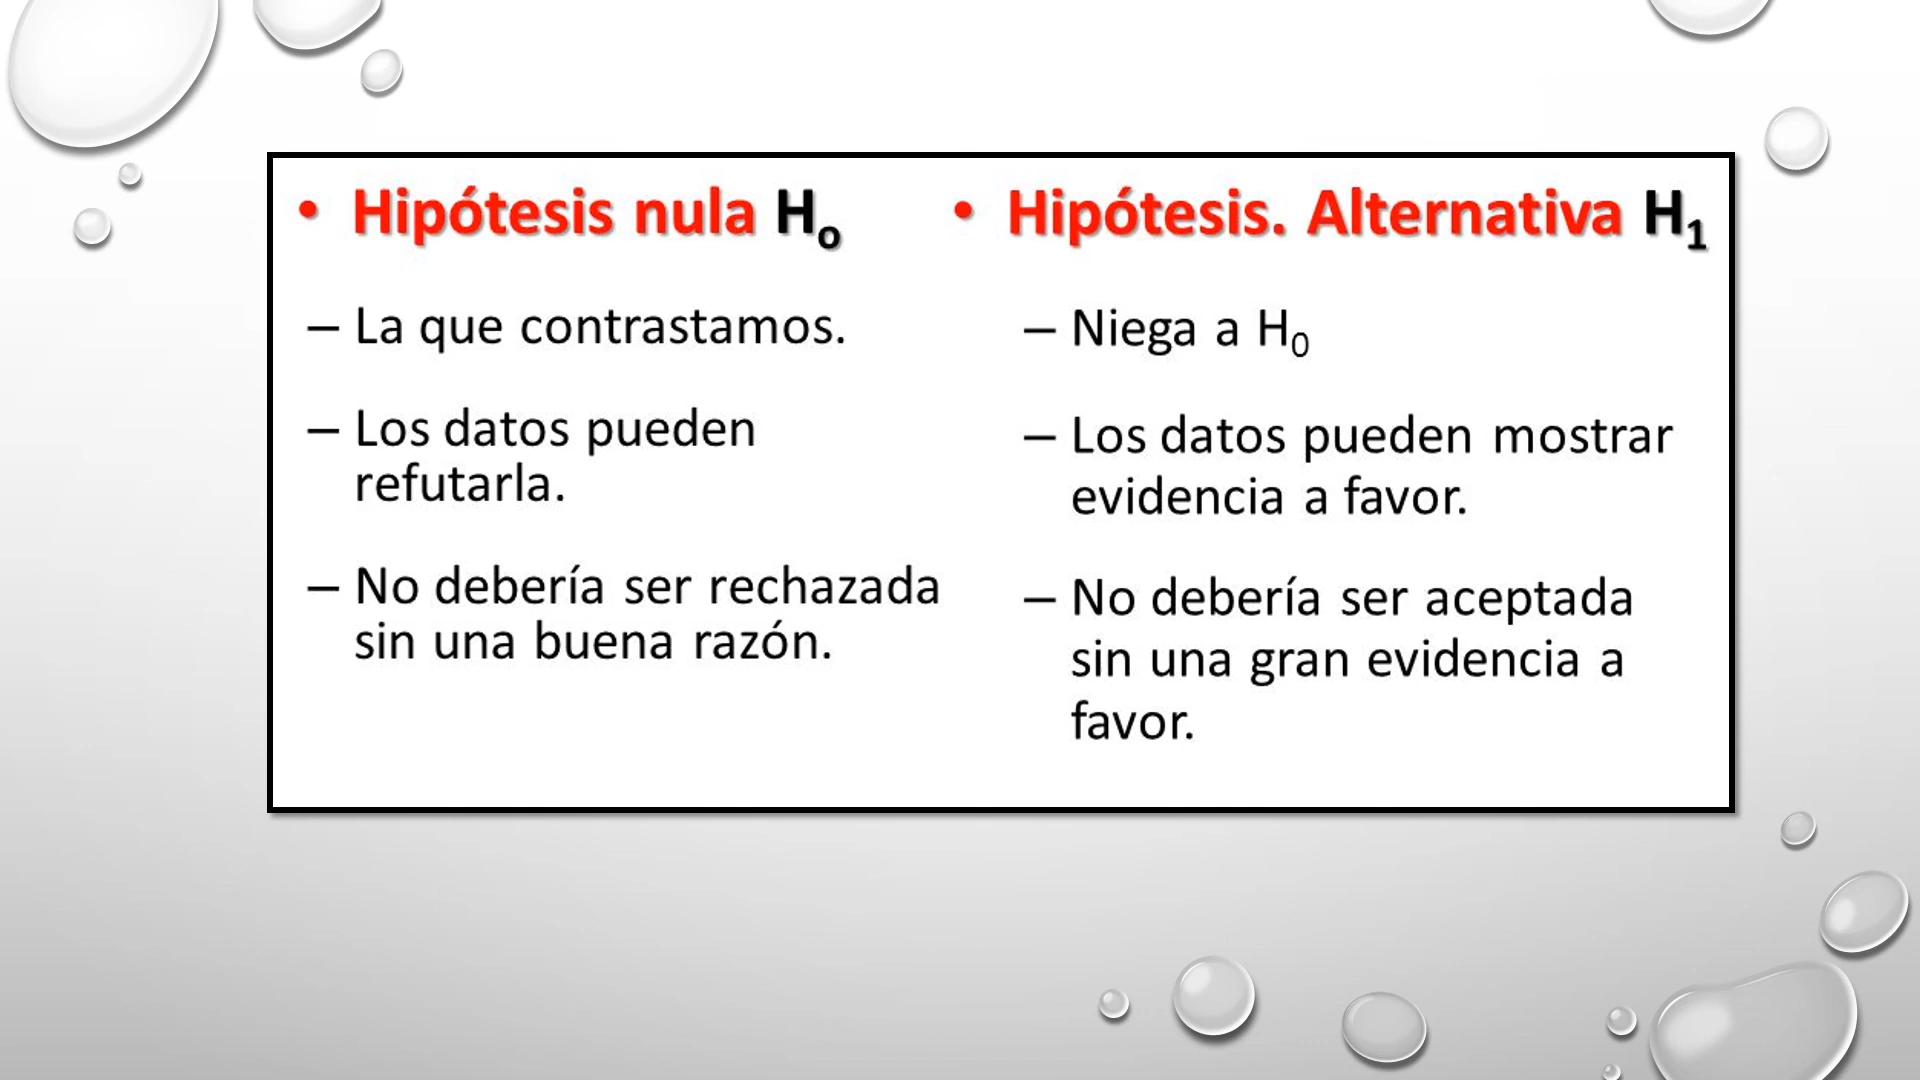 • Hipótesis nula Ho
– La que contrastamos.
– Los datos pueden
refutarla.
– No debería ser rechazada
sin una buena razón.
• Hipótesis. Alternativa H1
– Niega a H0
– Los datos pueden mostrar
evidencia a favor.
– No debería ser aceptada
sin una gran evidencia a
favor.